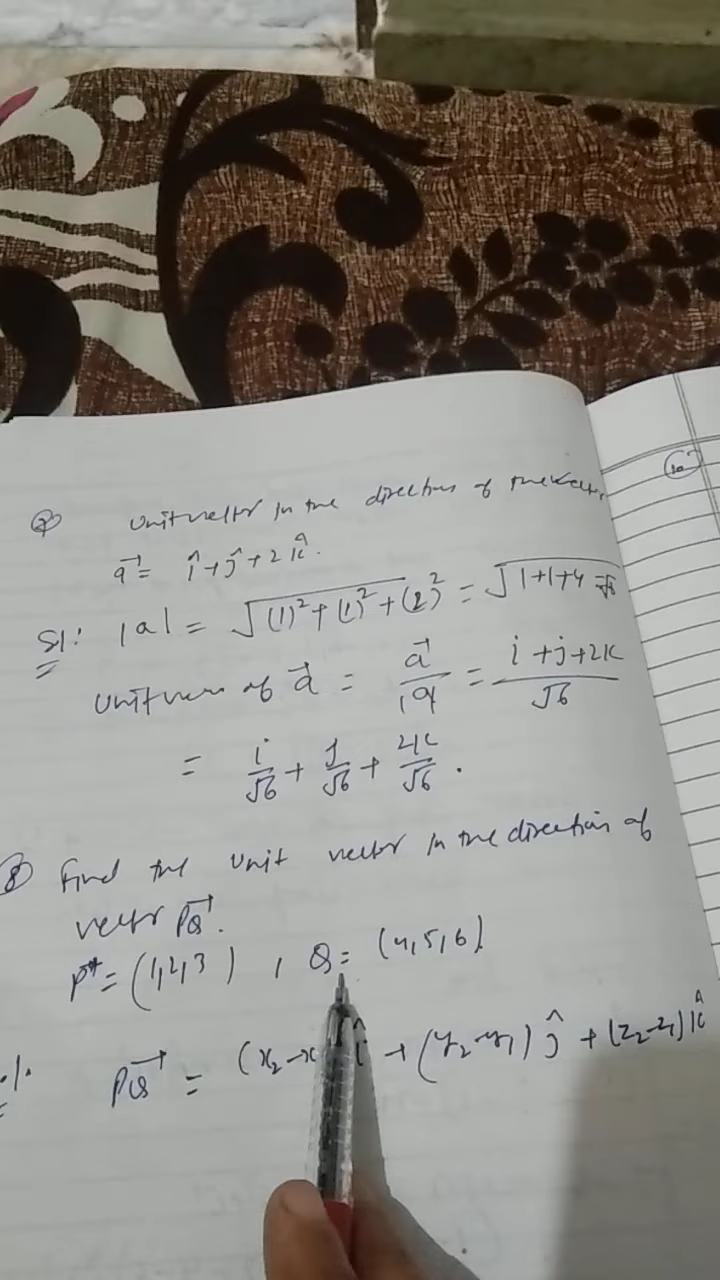 10
Q unit vector in the direction of the vector,
a⃗ = î + ĵ + 2k̂.
Sol: |a| = √(1)² + (1)² + (2)² = √1+1+4 = √6
unit vector of a⃗ = a⃗/|a| = i + j + 2k/√6
= i/√6 + j/√6 + 2k/√6 .
Q Find the unit vector in the direction of
vector PQ⃗.
P = (1,2,3) , Q = (4,5,6).
PQ⃗ = (x₂-x î + (y₂-y₁) ĵ + (z₂-z₁) k̂